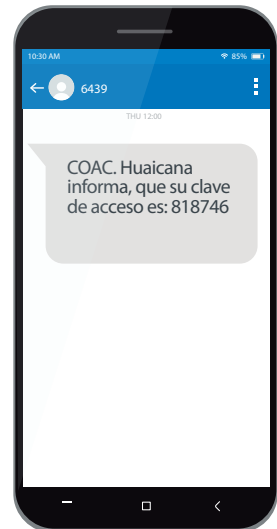 10:30 AM 85%
6439
THU 12:00
COAC. Huaicana
informa, que su clave
de acceso es: 818746